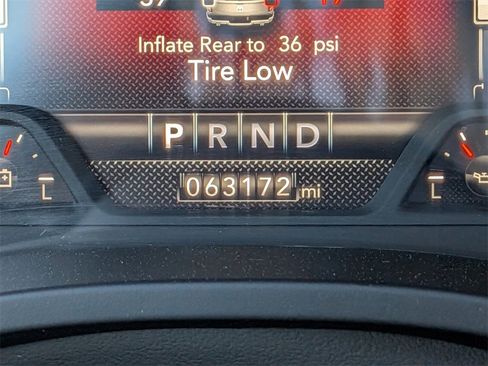 Inflate Rear to 36 psi
Tire Low
P R N D
063172 mi
L L